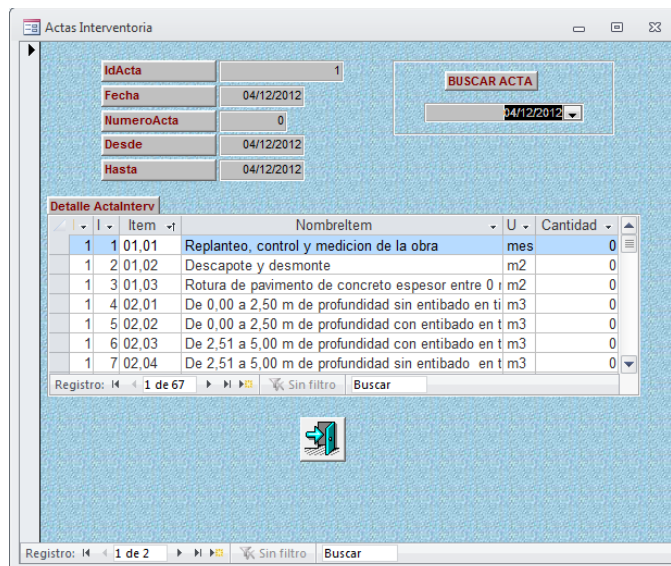 Actas Interventoria
IdActa 1
BUSCAR ACTA
Fecha 04/12/2012
04/12/2012
NumeroActa 0
Desde 04/12/2012
Hasta 04/12/2012
Detalle ActaInterv
I I Item NombreItem U Cantidad
1 1 01,01 Replanteo, control y medicion de la obra mes 0
1 2 01,02 Descapote y desmonte m2 0
1 3 01,03 Rotura de pavimento de concreto espesor entre 0 m2 0
1 4 02,01 De 0,00 a 2,50 m de profundidad sin entibado en ti m3 0
1 5 02,02 De 0,00 a 2,50 m de profundidad con entibado en t m3 0
1 6 02,03 De 2,51 a 5,00 m de profundidad sin entibado en t m3 0
1 7 02,04 De 2,51 a 5,00 m de profundidad con entibado en t m3 0
Registro: 1 de 67 Sin filtro Buscar
Registro: 1 de 2 Sin filtro Buscar